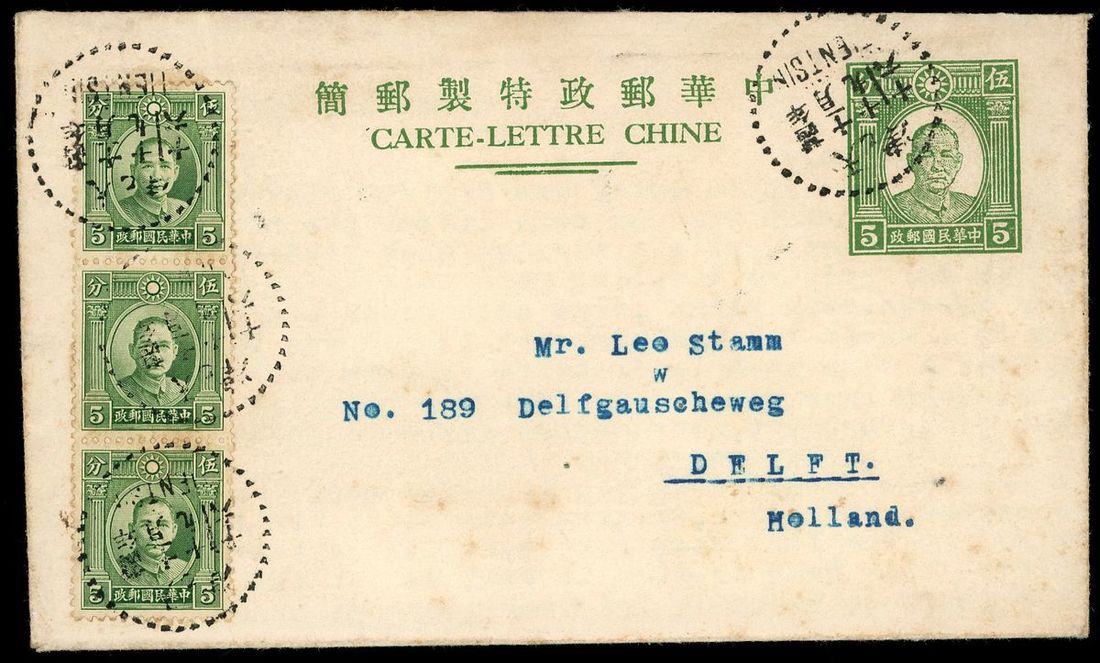 簡郵製特政郵華中
CARTE-LETTRE CHINE
TIENTSIN
伍
5 政郵國民華中 5
分 伍
5 政郵國民華中 5
分 伍
5 政郵國民華中 5
分 伍
5 政郵國民華中 5
Mr. Leo Stamm
w
No. 189 Delfgauscheweg
DELFT.
Holland.